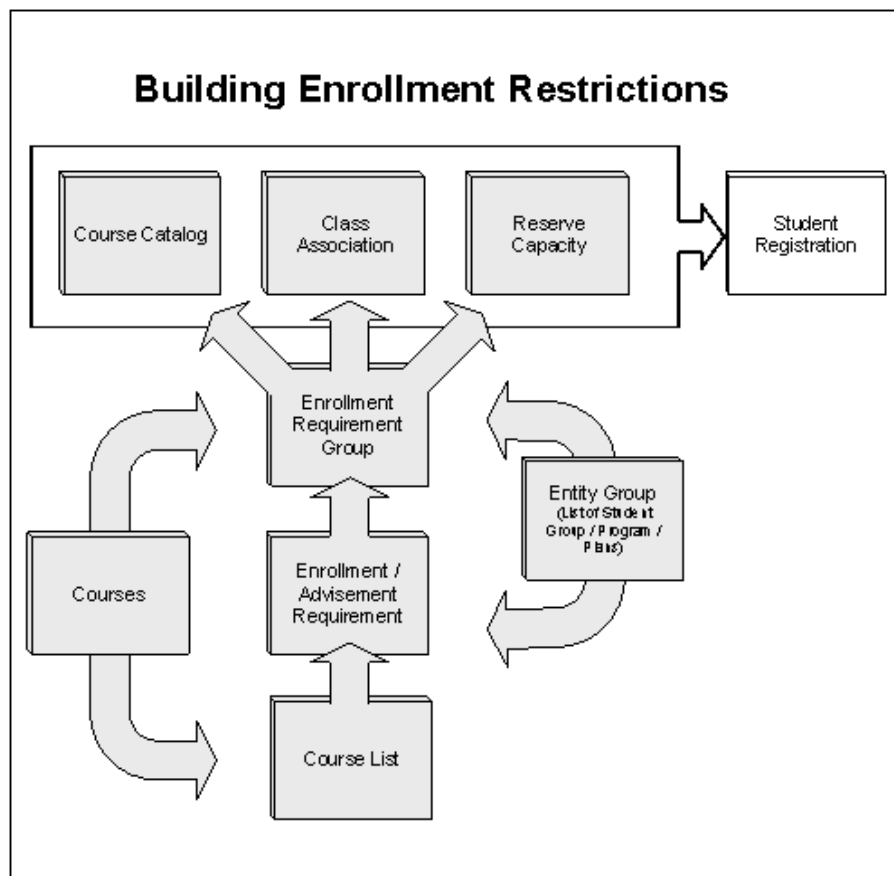 Building Enrollment Restrictions
Course Catalog
Class
Association
Reserve
Capacity
Student
Registration
Enrollment
Requirement
Group
Entity Group
(List of Student
Group / Program /
Plans)
Courses
Enrollment /
Advisement
Requirement
Course List